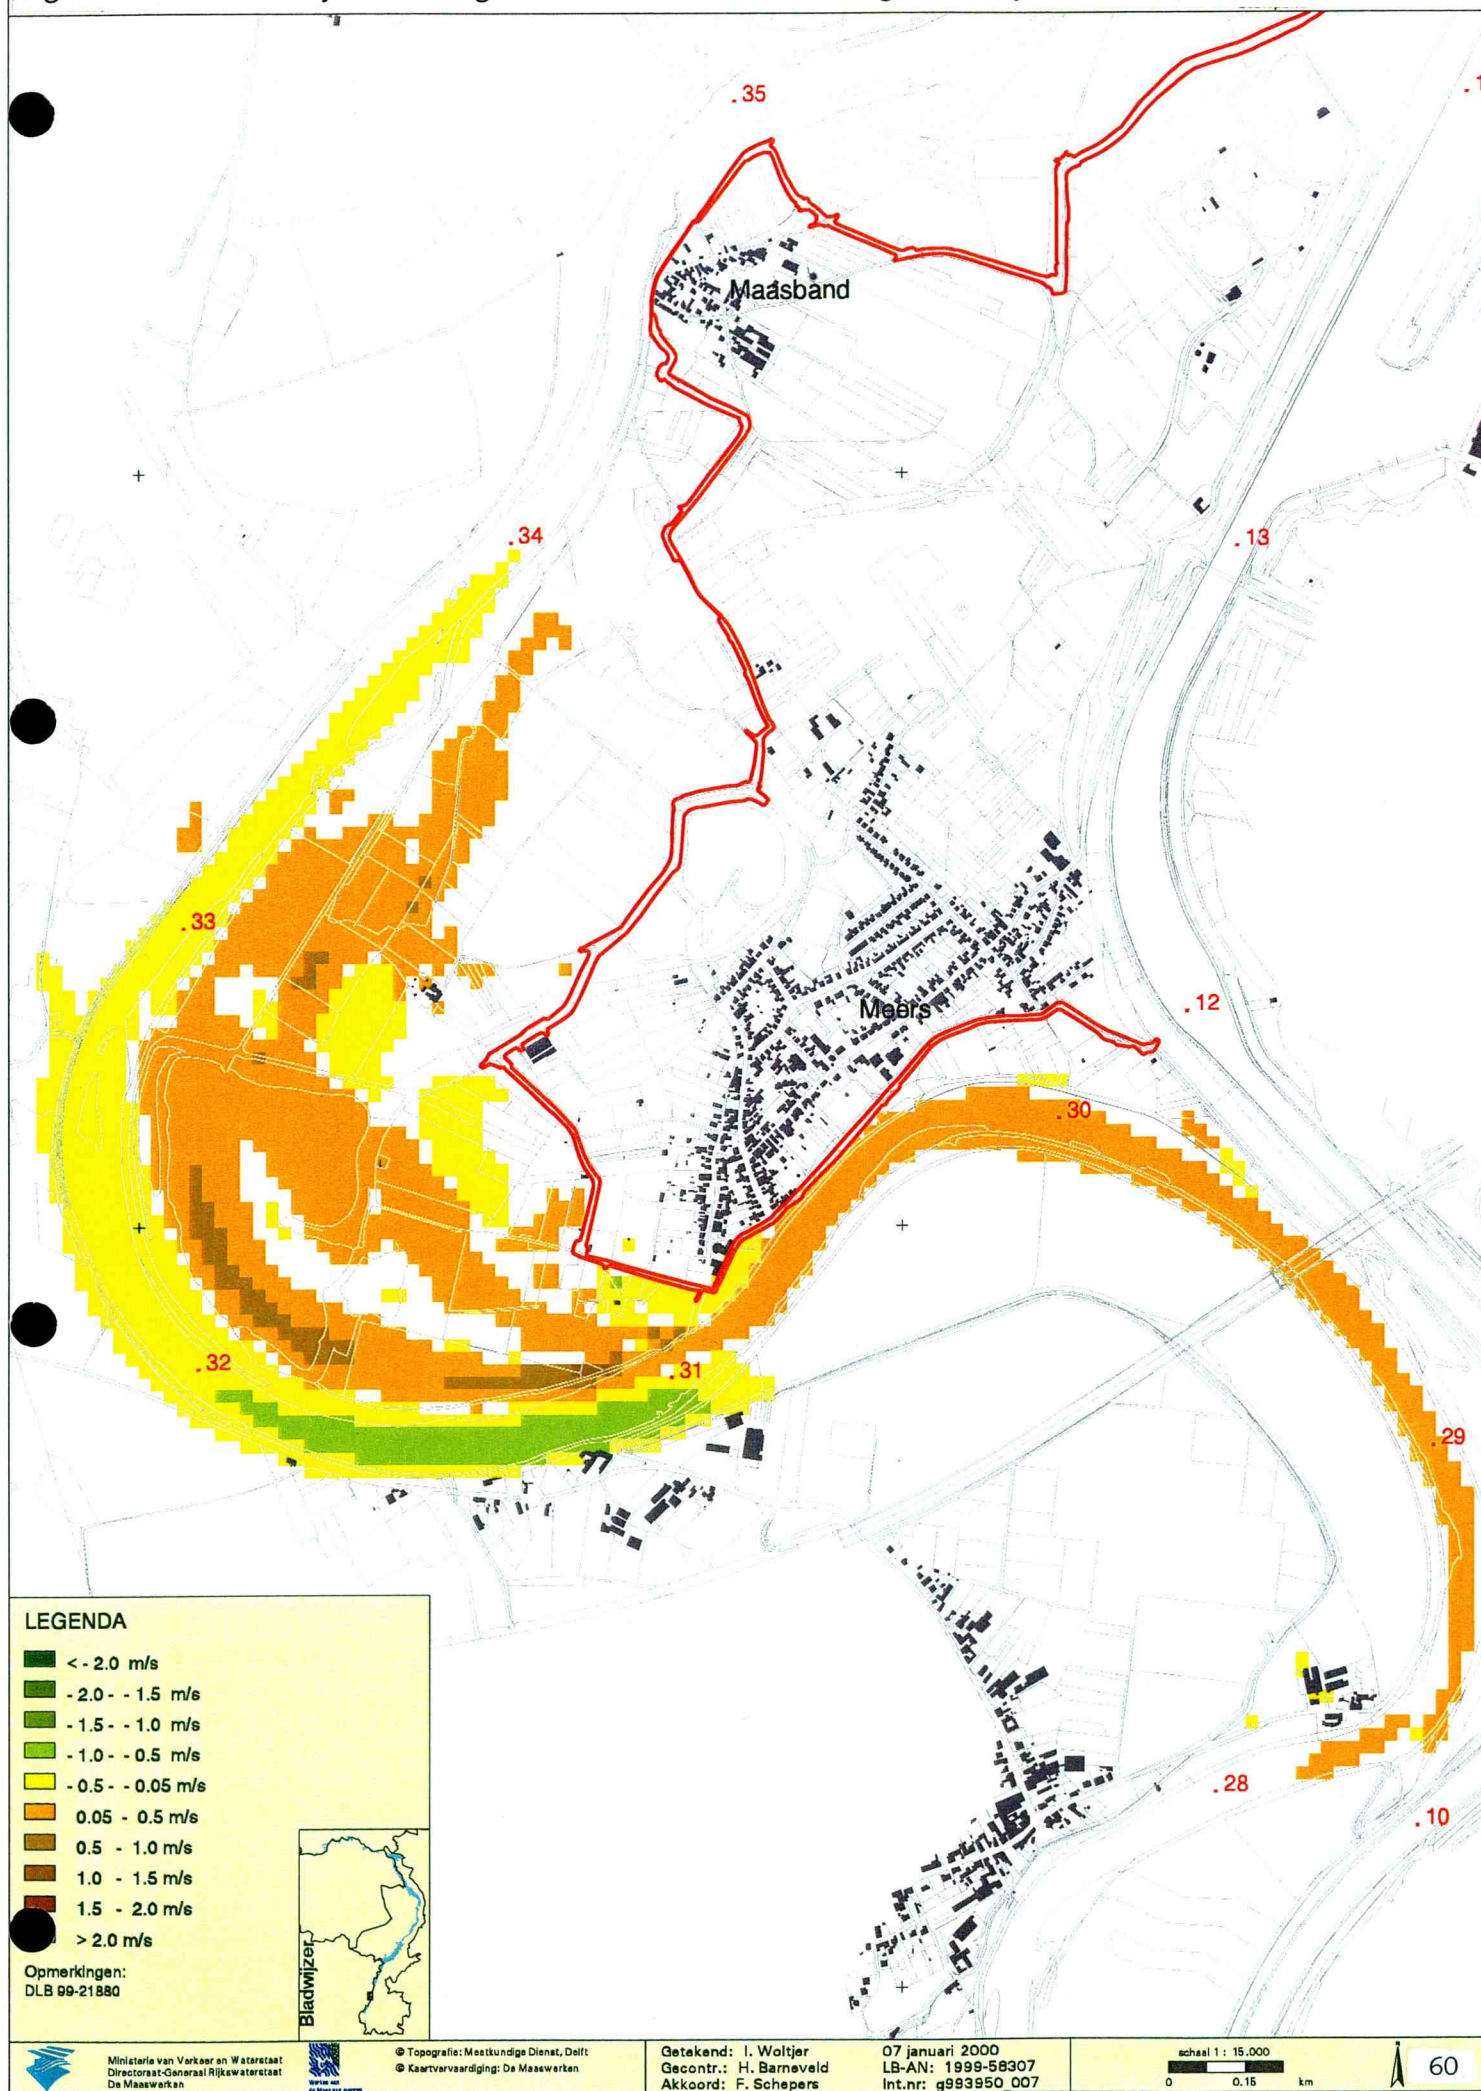 .35
Maasband
.34
.13
.33
.12
Meers
.30
.32
.31
.29
.28
.10
LEGENDA
< - 2.0 m/s
- 2.0 - - 1.5 m/s
- 1.5 - - 1.0 m/s
- 1.0 - - 0.5 m/s
- 0.5 - - 0.05 m/s
0.05 - 0.5 m/s
0.5 - 1.0 m/s
1.0 - 1.5 m/s
1.5 - 2.0 m/s
> 2.0 m/s
Opmerkingen:
DLB 99-21880
Bladwijzer
Ministerie van Verkeer en Waterstaat
Directoraat-Generaal Rijkswaterstaat
De Maaswerken
© Topografie: Meetkundige Dienst, Delft
© Kaartvervaardiging: De Maaswerken
Getekend: I. Woltjer
Gecontr.: H. Barneveld
Akkoord: F. Schepers
07 januari 2000
LB-AN: 1999-58307
Int.nr: g993950_007
schaal 1 : 15.000
0 0.15 km
60